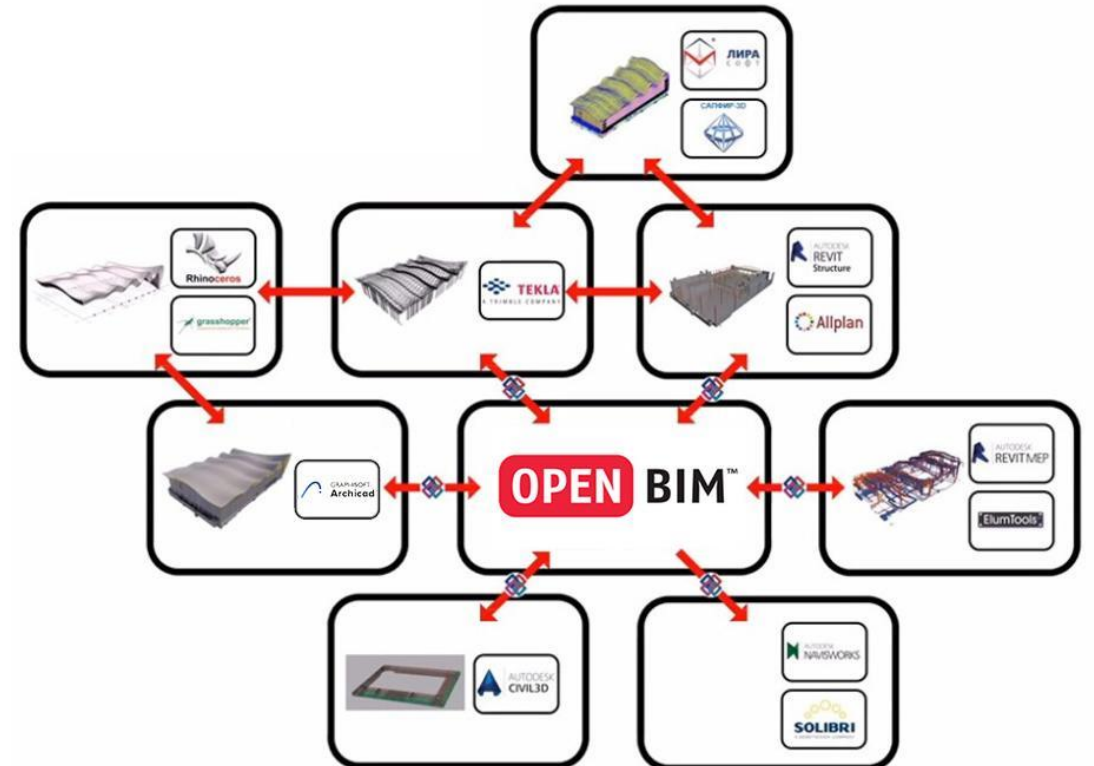 ЛИРА
СОФТ
САПФИР-3D
Rhinoceros
grasshopper
TEKLA
A TRIMBLE COMPANY
AUTODESK
REVIT
Structure
Allplan
GRAPHISOFT
Archicad
OPEN BIM™
AUTODESK
REVIT MEP
ElumTools
AUTODESK
CIVIL3D
AUTODESK
NAVISWORKS
SOLIBRI